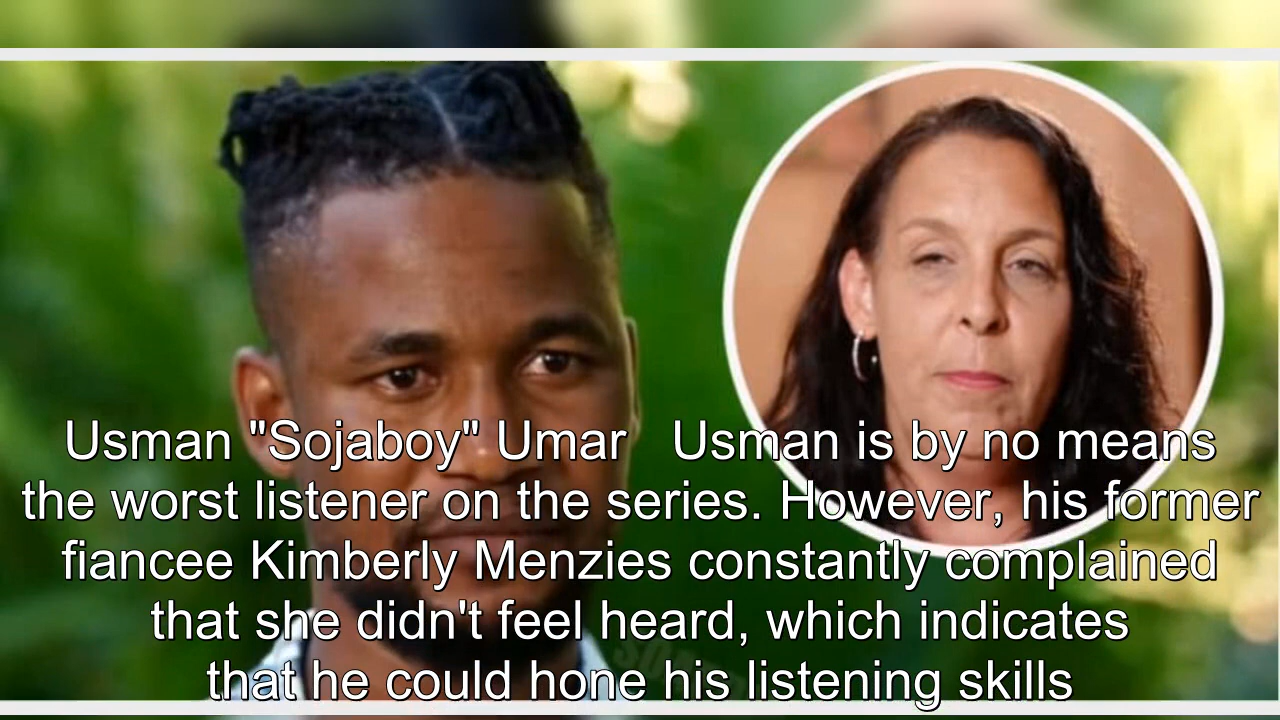 Usman "Sojaboy" Umar   Usman is by no means
the worst listener on the series. However, his former
fiancee Kimberly Menzies constantly complained
that she didn't feel heard, which indicates
that he could hone his listening skills